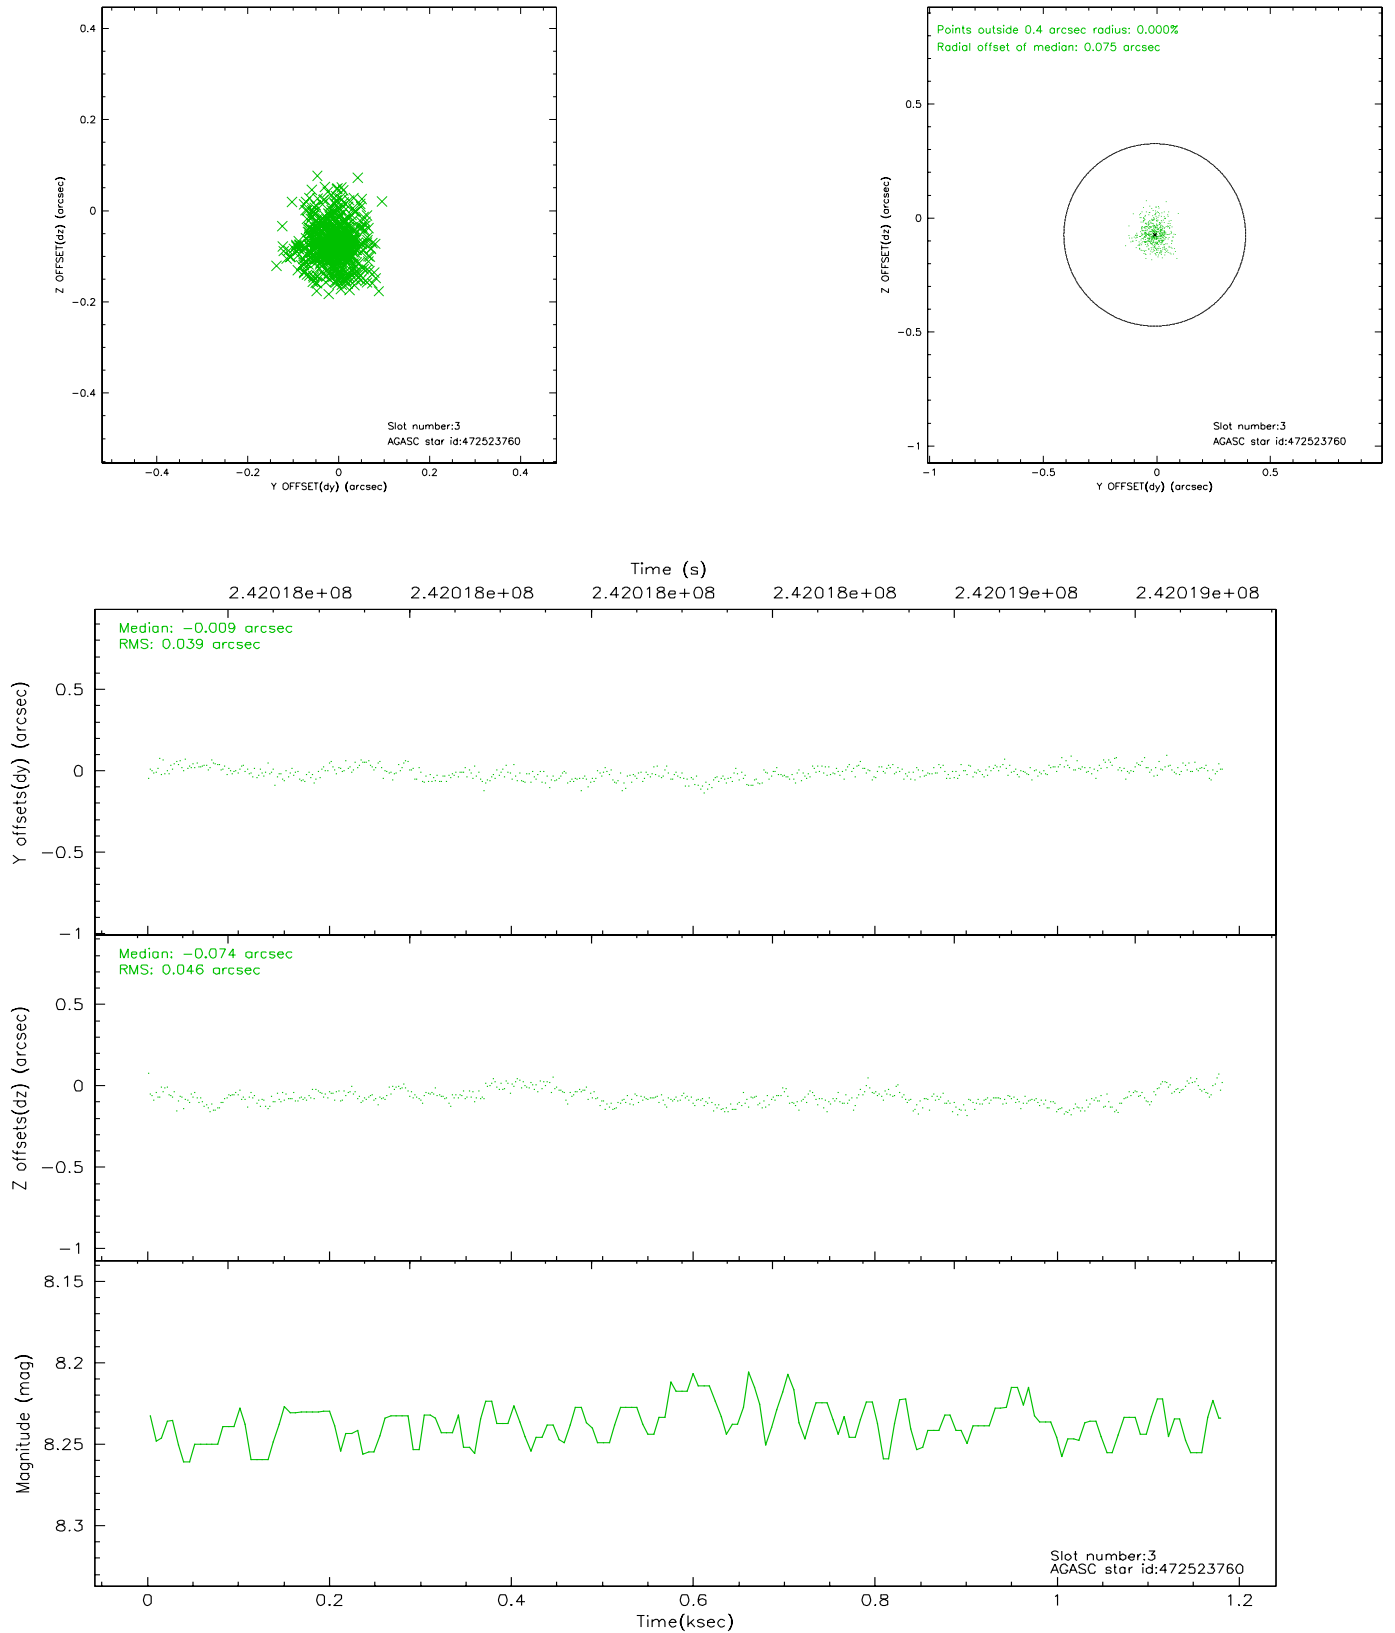 0.4
0.2
0
−0.2
−0.4
Z OFFSET(dz) (arcsec)
Slot number:3
AGASC star id:472523760
−0.4 −0.2 0 0.2 0.4
Y OFFSET(dy) (arcsec)
Points outside 0.4 arcsec radius: 0.000%
Radial offset of median: 0.075 arcsec
0.5
0
−0.5
−1
Z OFFSET(dz) (arcsec)
Slot number:3
AGASC star id:472523760
−1 −0.5 0 0.5
Y OFFSET(dy) (arcsec)
Time (s)
2.42018e+08 2.42018e+08 2.42018e+08 2.42018e+08 2.42019e+08 2.42019e+08
Median: −0.009 arcsec
RMS: 0.039 arcsec
0.5
0
−0.5
−1
Y offsets(dy) (arcsec)
Median: −0.074 arcsec
RMS: 0.046 arcsec
0.5
0
−0.5
−1
Z offsets(dz) (arcsec)
8.15
8.2
8.25
8.3
Magnitude (mag)
Slot number:3
AGASC star id:472523760
0 0.2 0.4 0.6 0.8 1 1.2
Time(ksec)